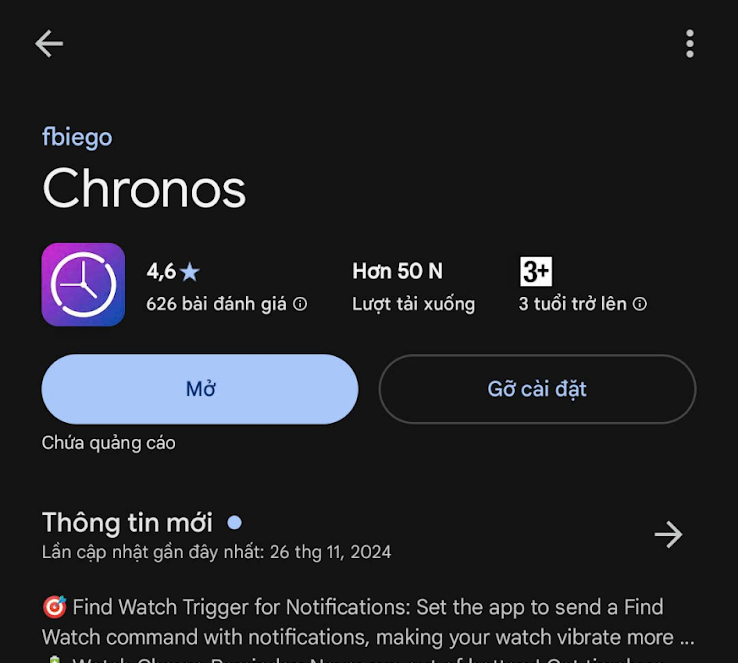 fbiego
Chronos
4,6★
626 bài đánh giá
Hơn 50 N
Lượt tải xuống
3+
3 tuổi trở lên
Mở
Gỡ cài đặt
Chứa quảng cáo
Thông tin mới
Lần cập nhật gần đây nhất: 26 thg 11, 2024
🎯 Find Watch Trigger for Notifications: Set the app to send a Find
Watch command with notifications, making your watch vibrate more ...